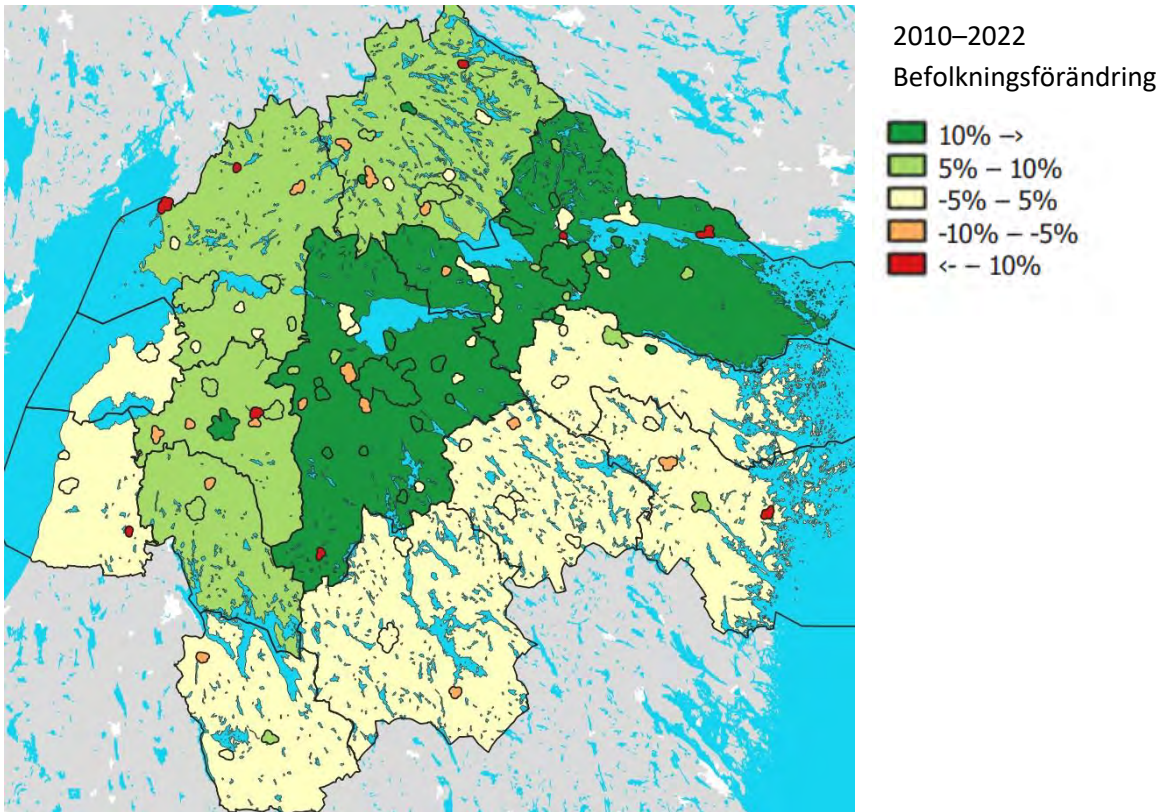 2010–2022
Befolkningsförändring
10% –>
5% – 10%
-5% – 5%
-10% – -5%
<- – 10%